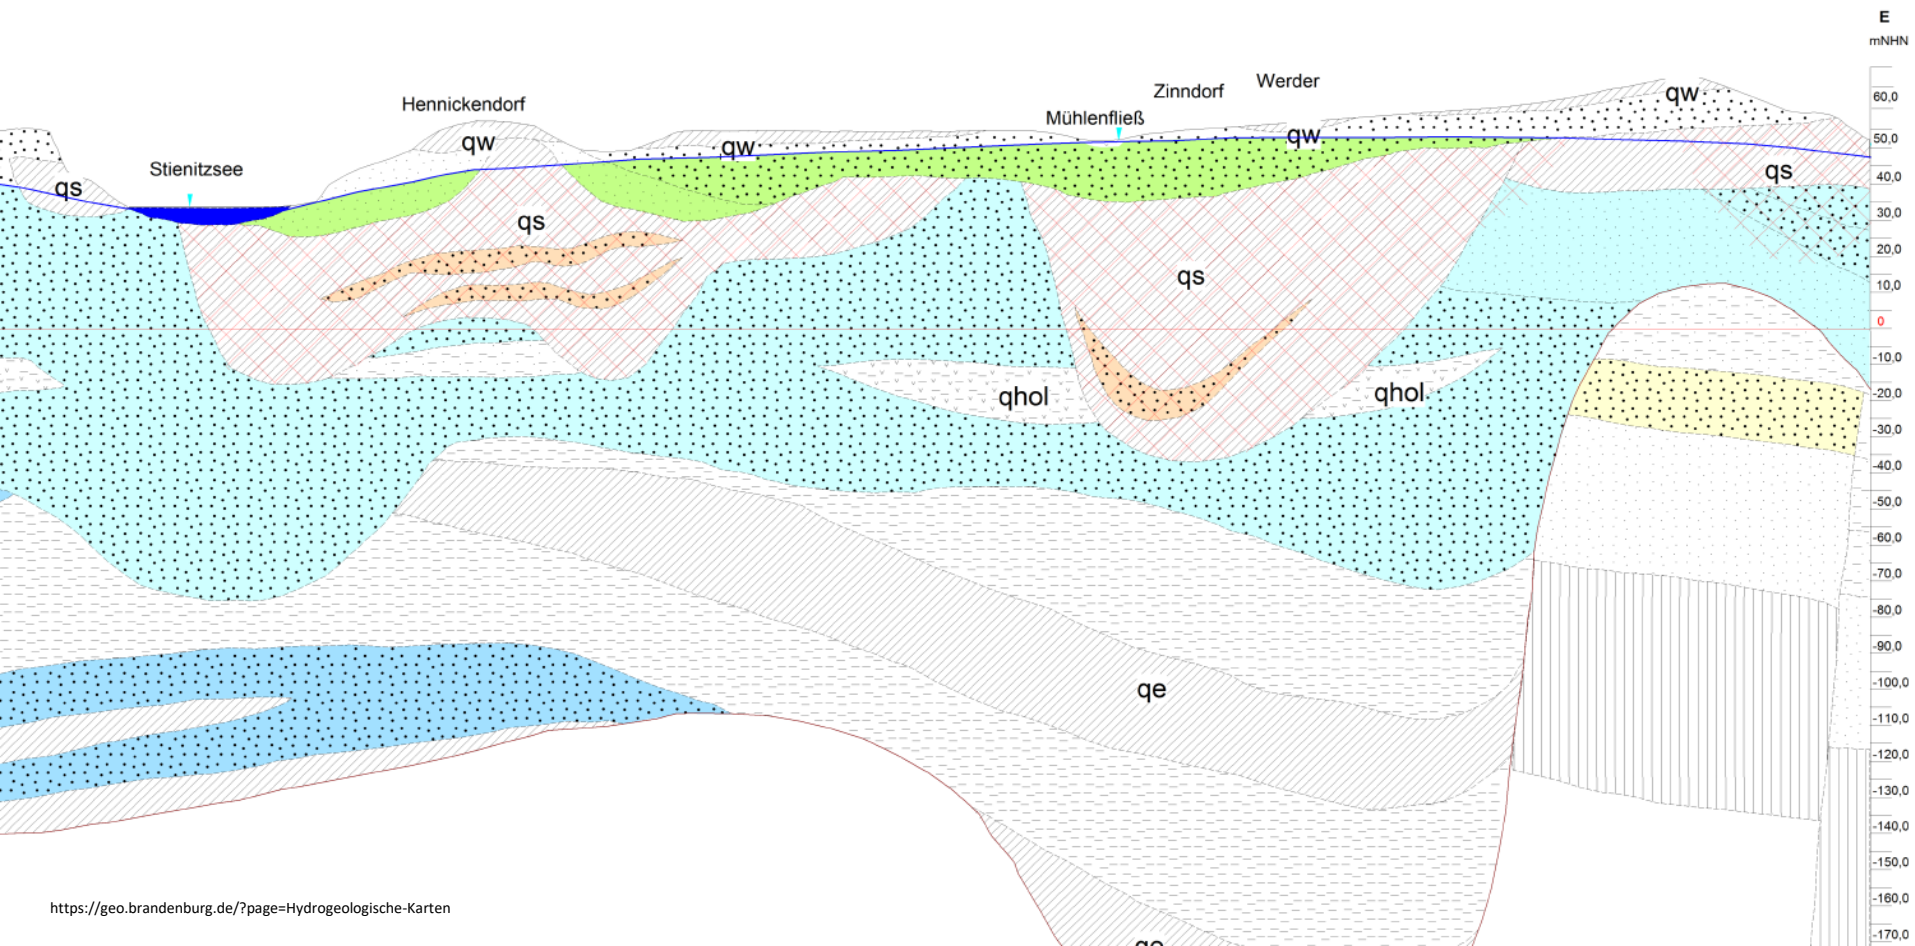 E
mNHN
Werder
Zinndorf
Hennickendorf
Mühlenfließ
qw
60,0
qw
qw
qw
50,0
Stienitzsee
qs
qs
40,0
qs
30,0
20,0
qs
10,0
0
-10,0
qhol
qhol
-20,0
-30,0
-40,0
-50,0
-60,0
-70,0
-80,0
-90,0
qe
-100,0
-110,0
-120,0
-130,0
-140,0
-150,0
-160,0
https://geo.brandenburg.de/?page=Hydrogeologische-Karten
-170,0